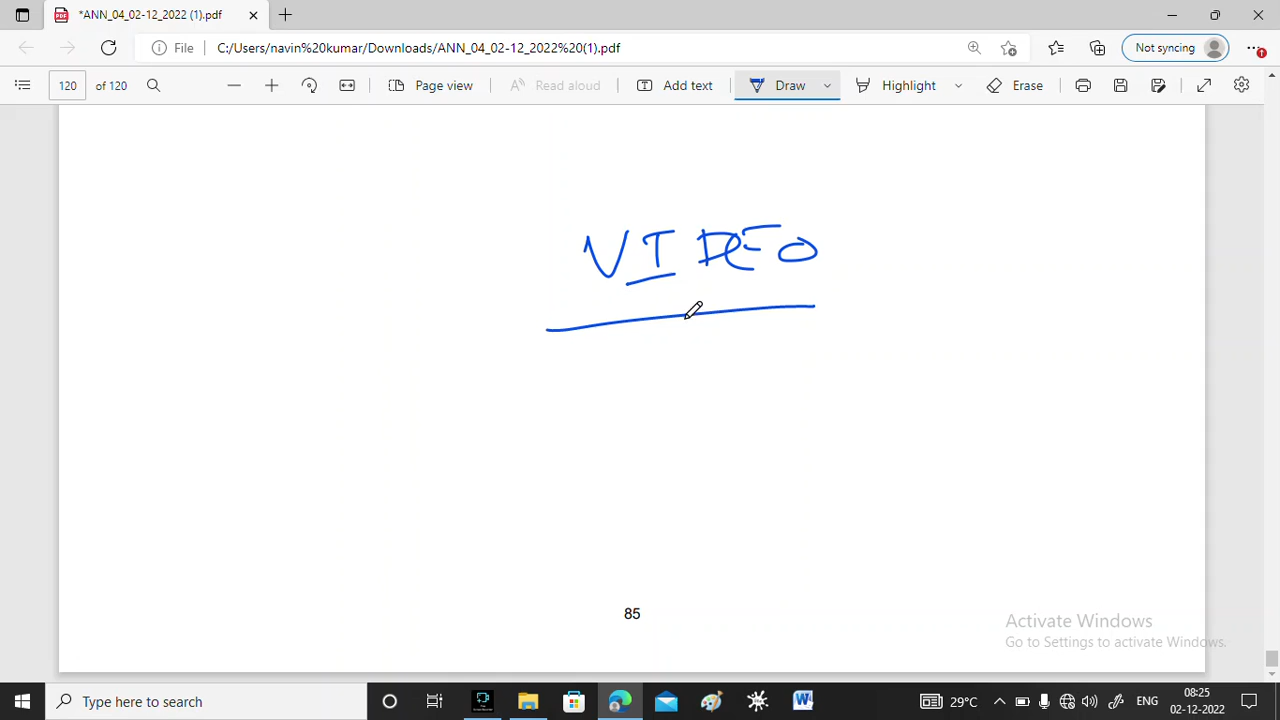 *ANN_04_02-12_2022 (1).pdf
File C:/Users/navin%20kumar/Downloads/ANN_04_02-12_2022%20(1).pdf Not syncing
120 of 120 Page view Read aloud Add text Draw Highlight Erase
VIDEO
85
Activate Windows
Go to Settings to activate Windows.
Type here to search 29°C ENG 08:25
02-12-2022